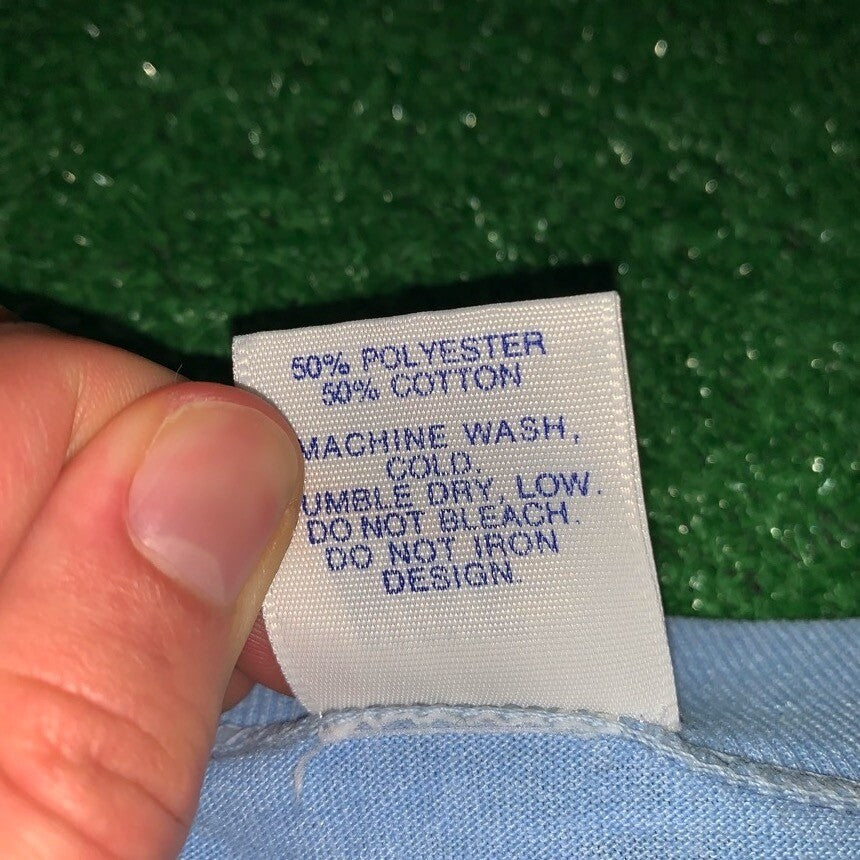 50% POLYESTER
50% COTTON
MACHINE WASH,
COLD.
UMBLE DRY, LOW.
DO NOT BLEACH.
DO NOT IRON
DESIGN.